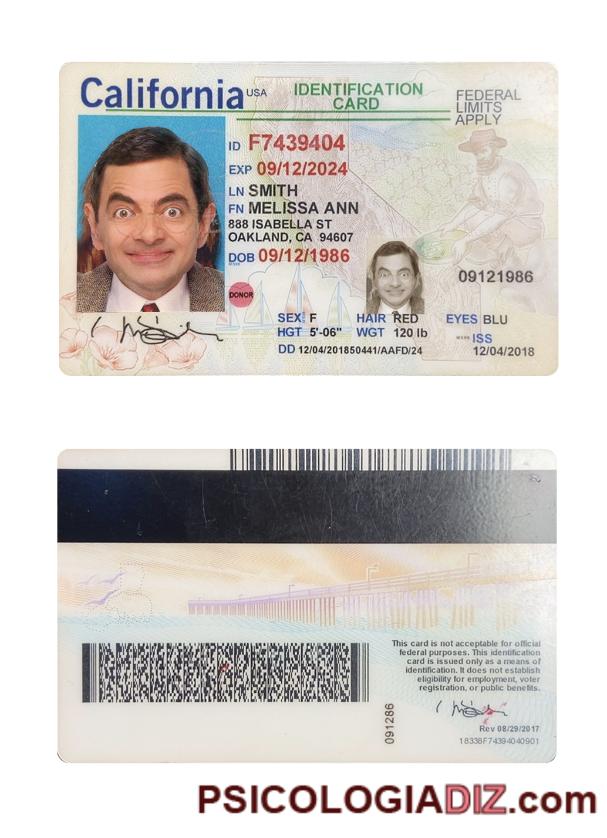 California USA
IDENTIFICATION
CARD
FEDERAL
LIMITS
APPLY
ID F7439404
EXP 09/12/2024
LN SMITH
FN MELISSA ANN
888 ISABELLA ST
OAKLAND, CA 94607
DOB 09/12/1986
DONOR
09121986
SEX F HAIR RED EYES BLU
HGT 5'-06" WGT 120 lb ISS
DD 12/04/201850441/AAFD/24 12/04/2018
This card is not acceptable for official
federal purposes. This identification
card is issued only as a means of
identification. It does not establish
eligibility for employment, voter
registration, or public benefits.
091286
Rev 08/29/2017
18338F74394040901
PSICOLOGIADIZ.com